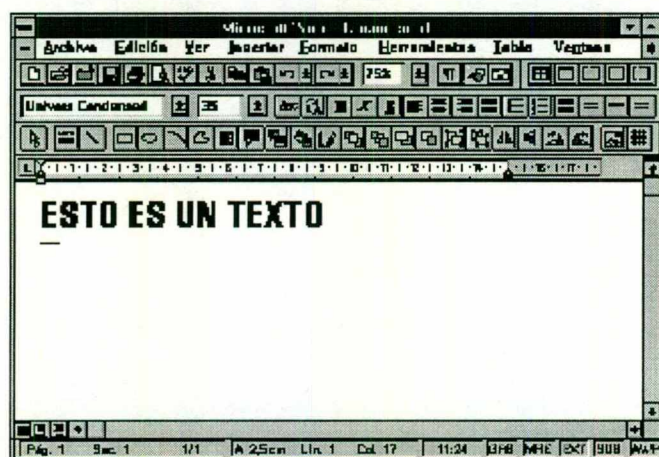 Archivo Edición Ver Insertar Formato Herramientas Tabla Ventana
75%
Univers Condensed 35
ESTO ES UN TEXTO
Pág. 1 Sec. 1 1/1 A 2,5cm Lín. 1 Col. 17 11:24 EXT